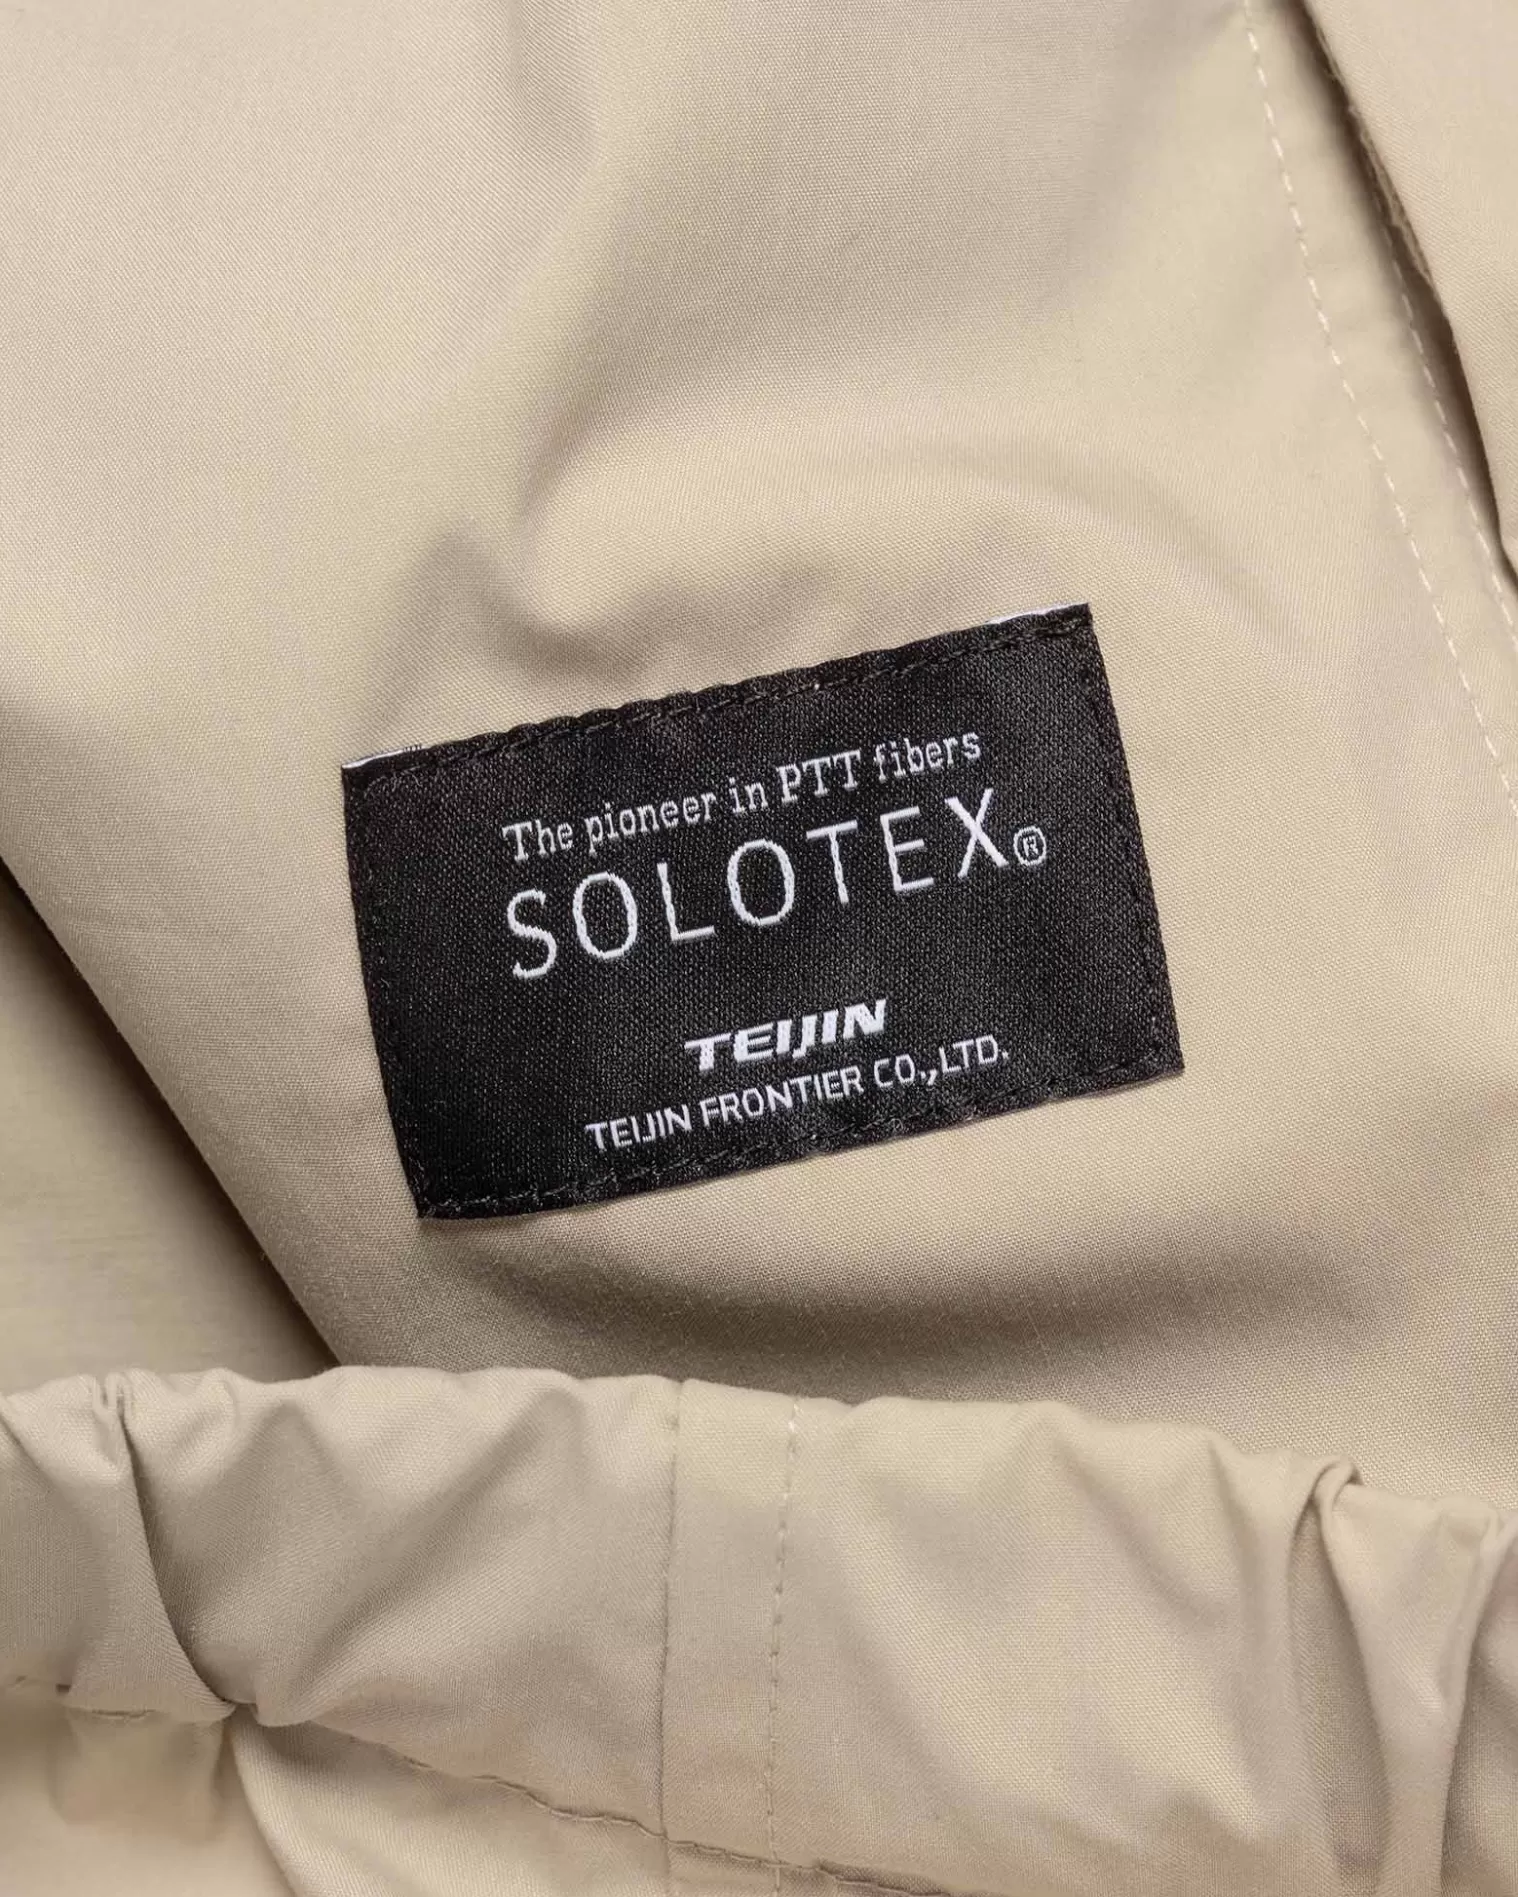 The pioneer in PTT fibers
SOLOTEX®
TEIJIN
TEIJIN FRONTIER CO.,LTD.